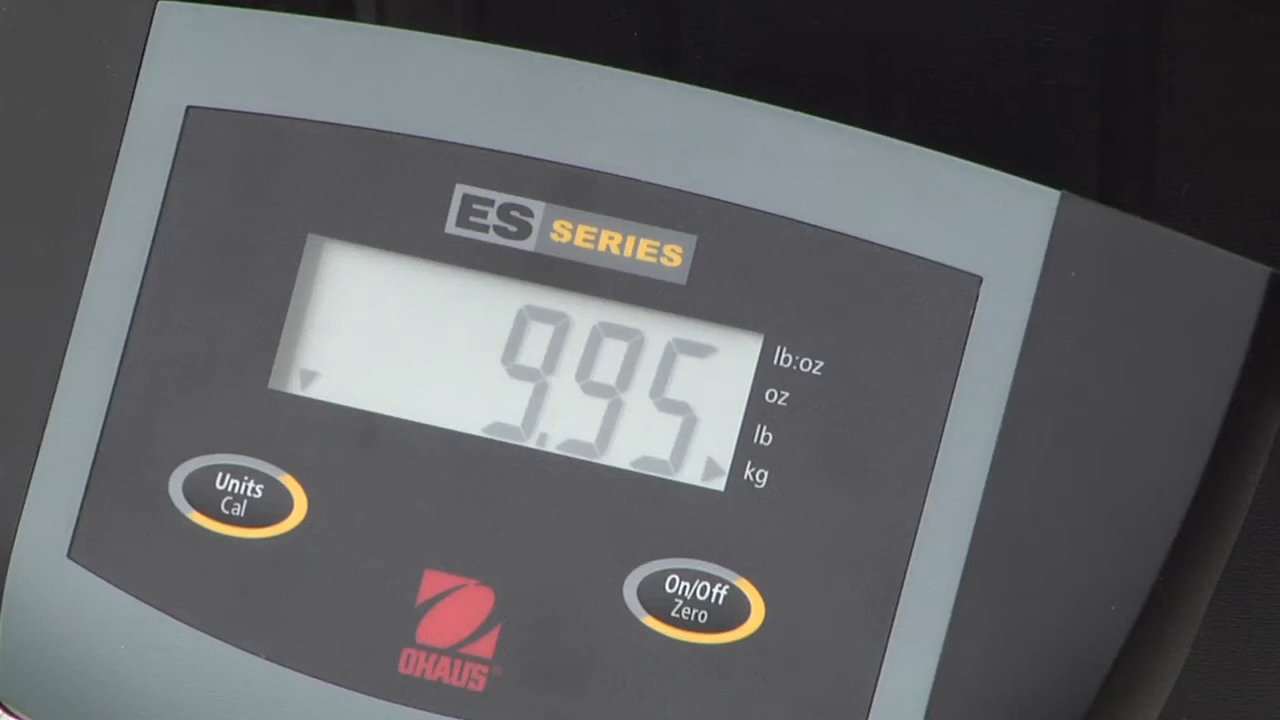 ES SERIES
9.95
lb:oz
oz
lb
kg
Units
Cal
On/Off
Zero
OHAUS